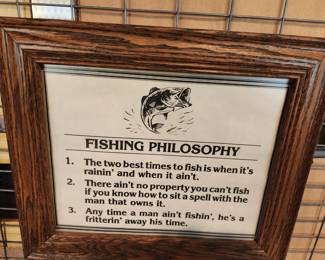 FISHING PHILOSOPHY
1. The two best times to fish is when it's
rainin' and when it ain't.
2. There ain't no property you can't fish
if you know how to sit a spell with the
man that owns it.
3. Any time a man ain't fishin', he's a
fritterin' away his time.